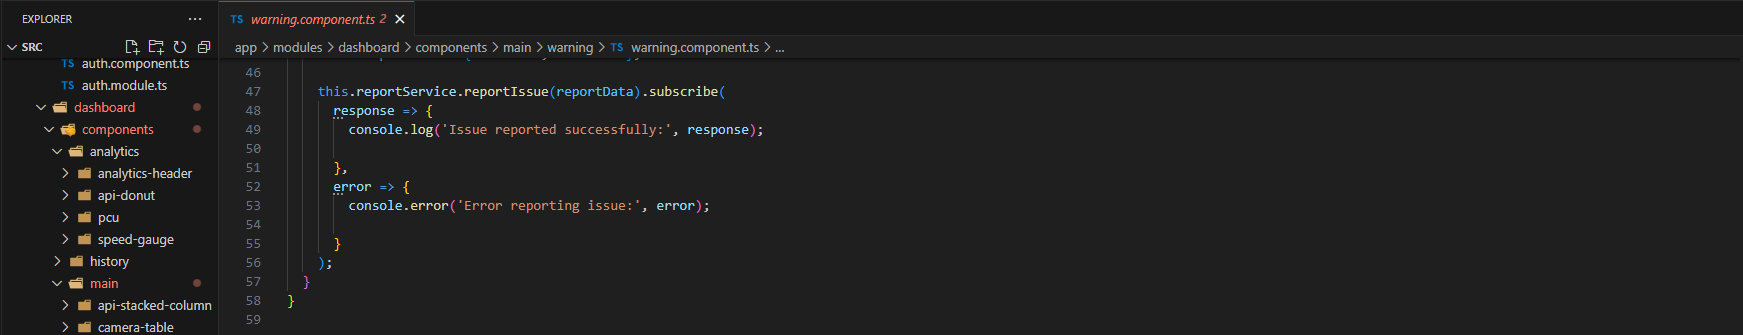 EXPLORER ...
SRC
auth.component.ts
TS auth.module.ts
dashboard
components
analytics
analytics-header
api-donut
pcu
speed-gauge
history
main
api-stacked-column
camera-table
TS warning.component.ts 2
app > modules > dashboard > components > main > warning > TS warning.component.ts > ...
46
47 this.reportService.reportIssue(reportData).subscribe(
48 response => {
49 console.log('Issue reported successfully:', response);
50
51 },
52 error => {
53 console.error('Error reporting issue:', error);
54
55 }
56 );
57 }
58 }
59